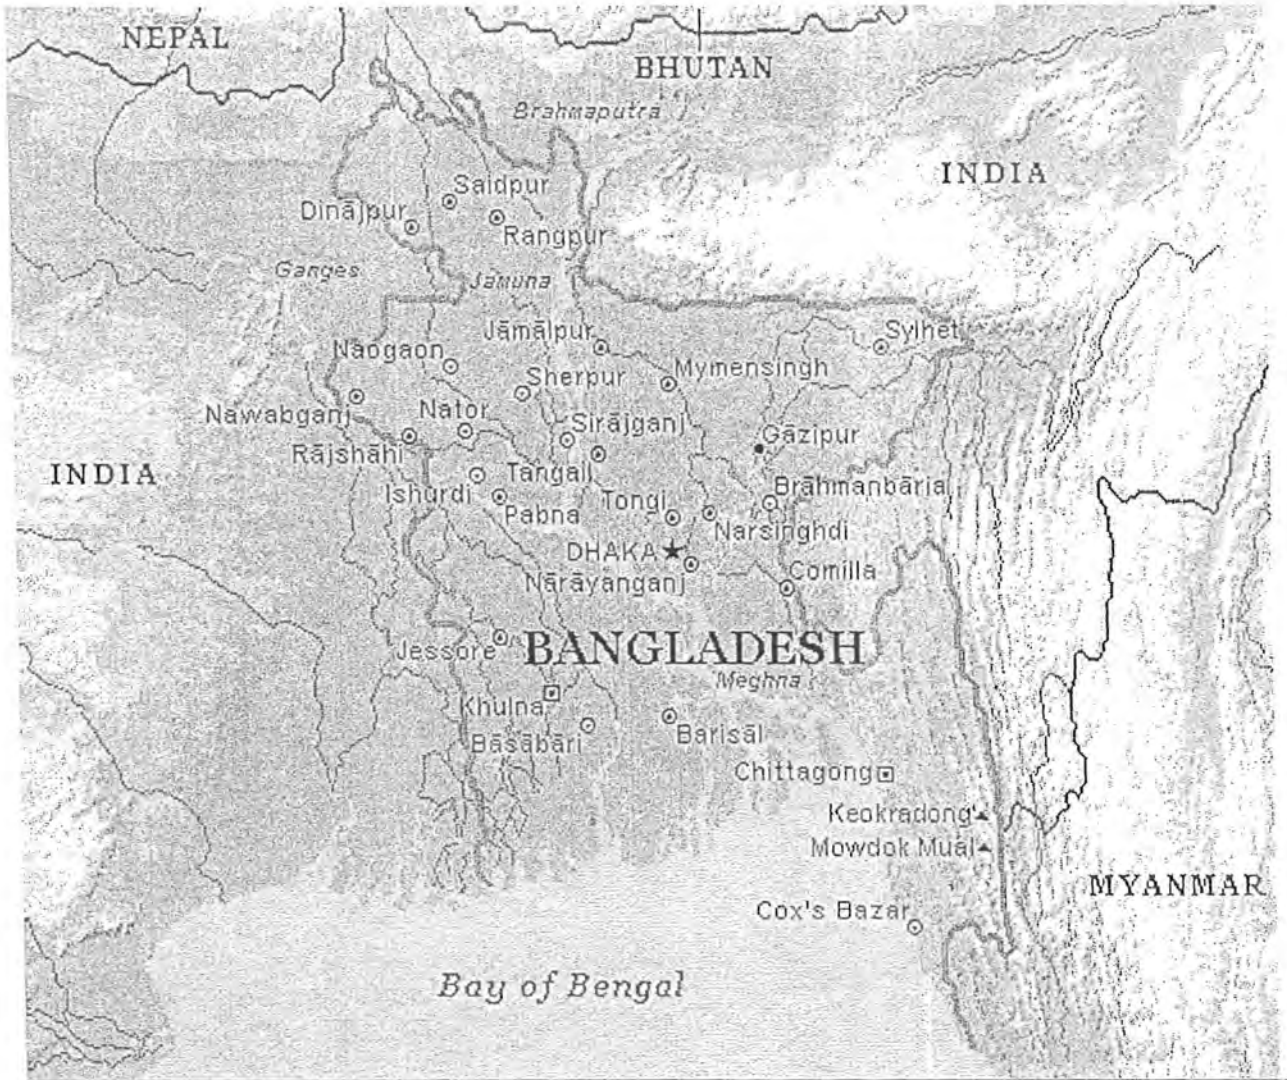 NEPAL
BHUTAN
Brahmaputra
INDIA
Saidpur
Dinājpur
Rangpur
Ganges
Jamuna
Jāmālpur
Sylhet
Naogaon
Mymensingh
Sherpur
Nawabganj
Nator
Sirājganj
Gāzipur
Rājshāhi
INDIA
Tangail
Ishurdi
Brāhmanbāria
Pabna
Tongi
Narsinghdi
DHAKA
Nārāyanganj
Comilla
Jessore
BANGLADESH
Meghna
Khulna
Bāsābāri
Barisāl
Chittagong
Keokradong
Mowdok Mual
MYANMAR
Cox's Bazar
Bay of Bengal